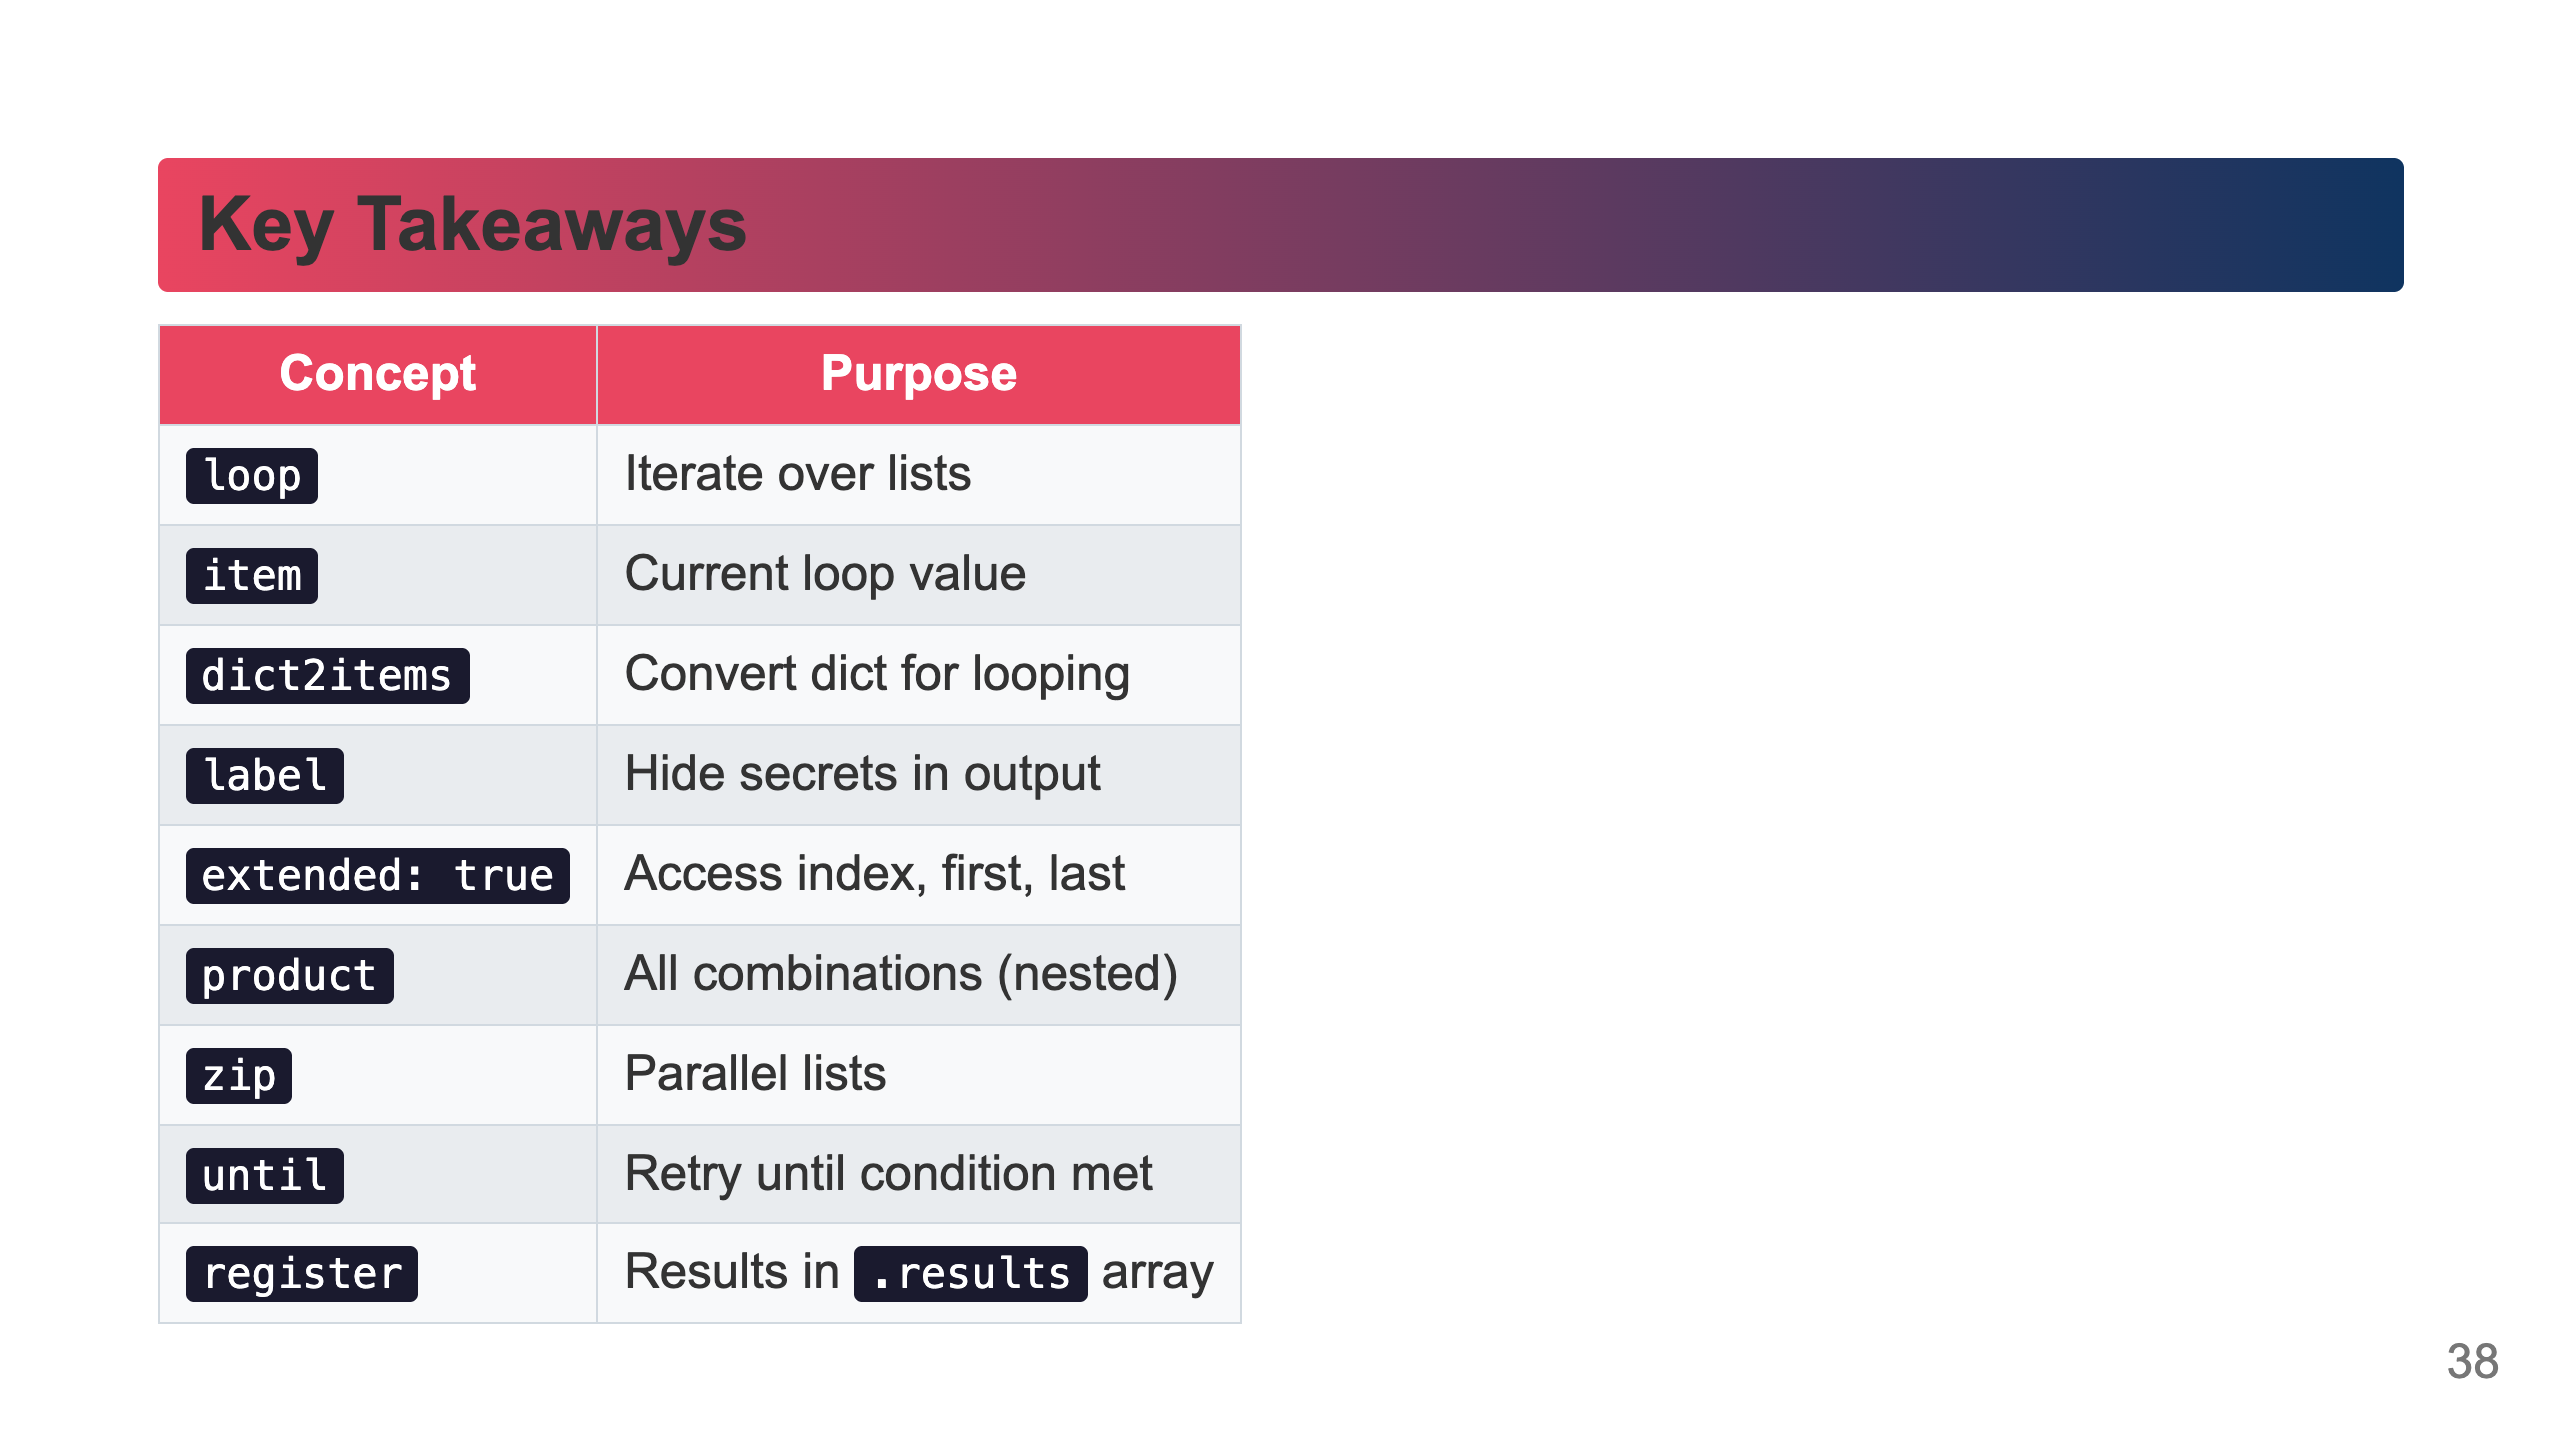 Key Takeaways
Concept Purpose
loop Iterate over lists
item Current loop value
dict2items Convert dict for looping
label Hide secrets in output
extended: true Access index, first, last
product All combinations (nested)
zip Parallel lists
until Retry until condition met
register Results in .results array
38